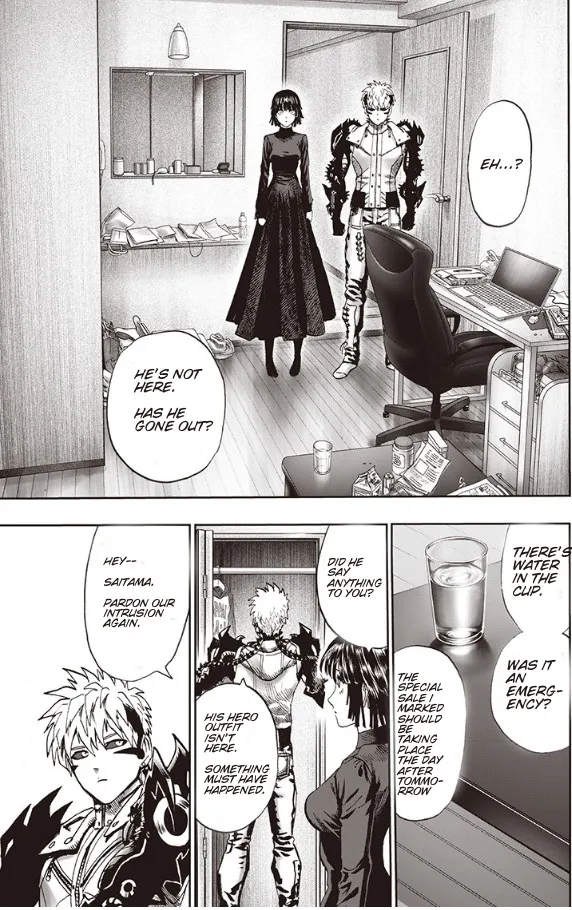 EH...?
HE'S NOT
HERE.
HAS HE
GONE OUT?
THERE'S
WATER
IN THE
CUP.
WAS IT
AN
EMERG-
ENCY?
THE
SPECIAL
SALE I
MARKED
SHOULD
BE
TAKING
PLACE
THE DAY
AFTER
TOMMO-
RROW
DID HE
SAY
ANYTHING
TO YOU?
HIS HERO
OUTFIT
ISN'T
HERE.
SOMETHING
MUST HAVE
HAPPENED.
HEY--
SAITAMA.
PARDON OUR
INTRUSION
AGAIN.